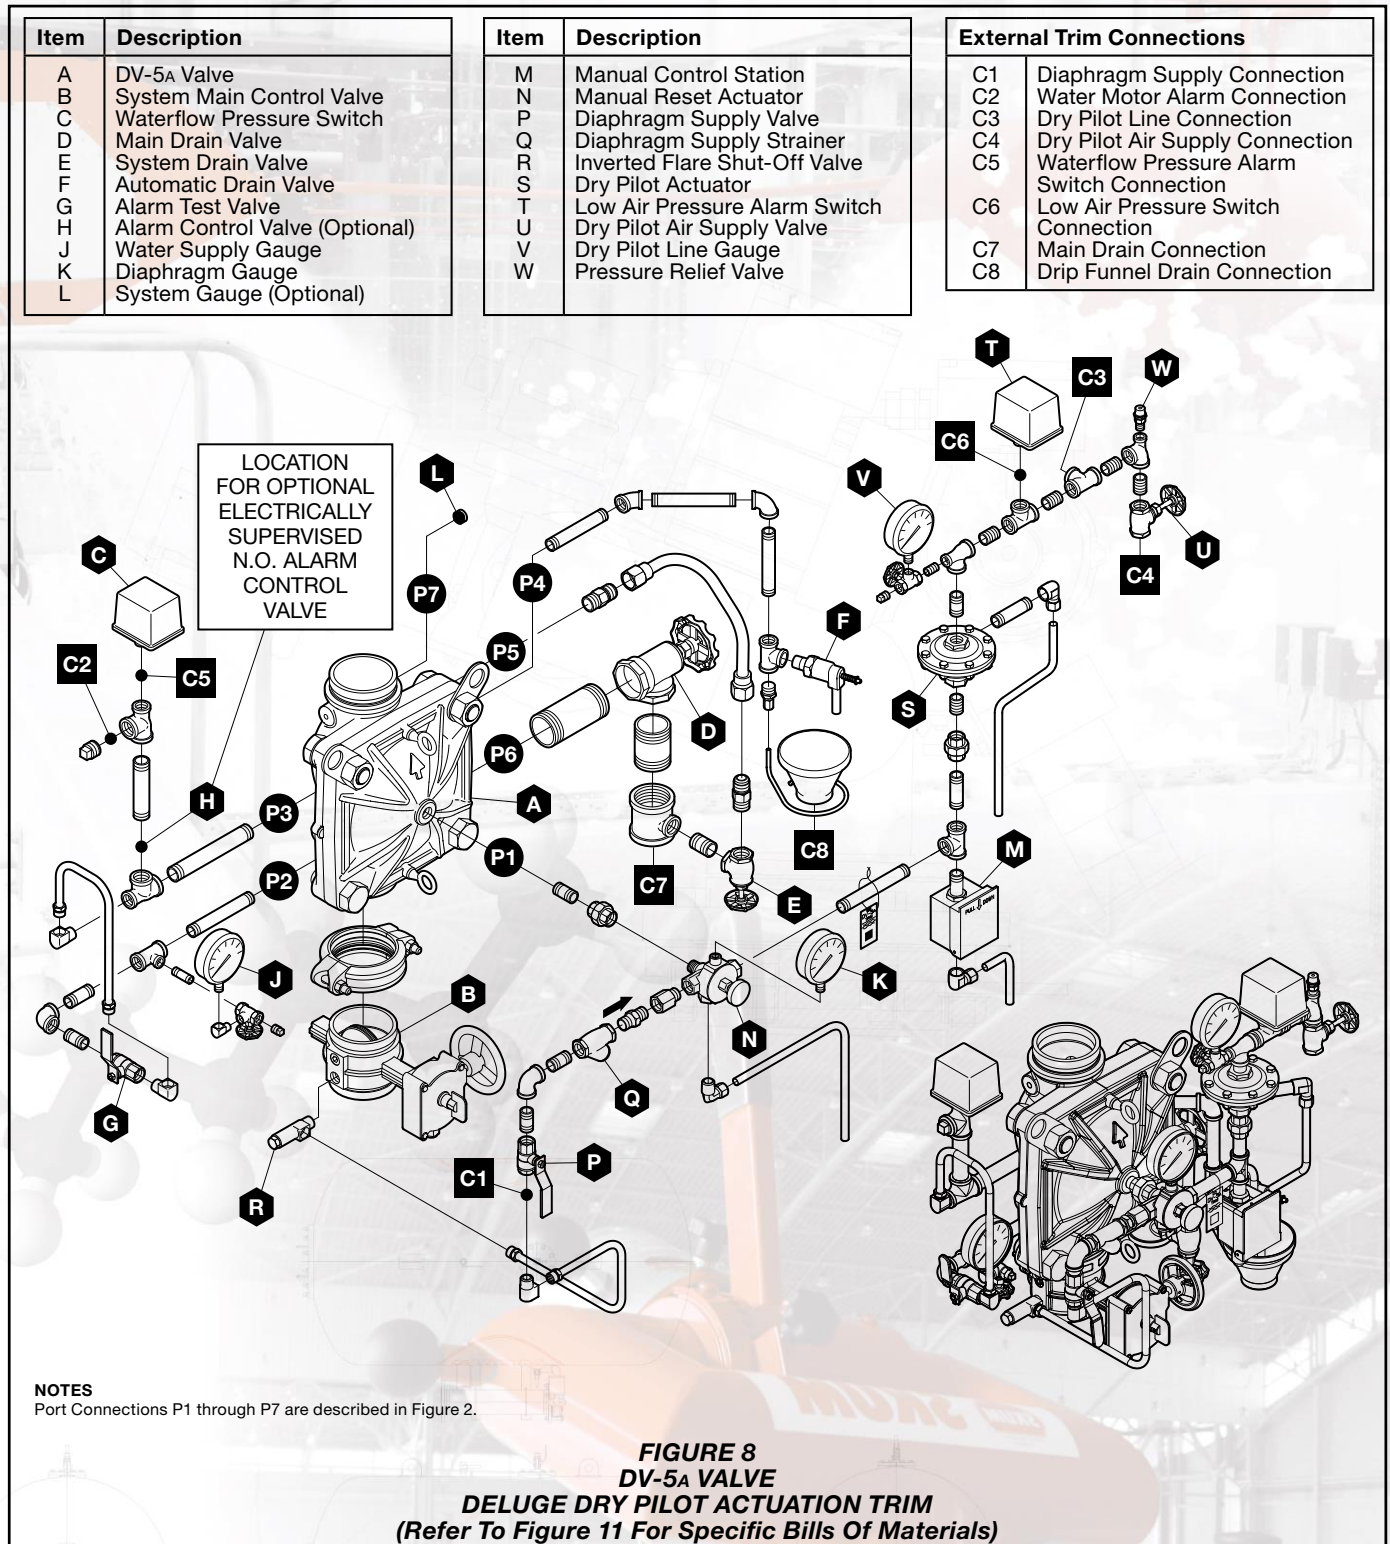 Item Description
A DV-5A Valve
B System Main Control Valve
C Waterflow Pressure Switch
D Main Drain Valve
E System Drain Valve
F Automatic Drain Valve
G Alarm Test Valve
H Alarm Control Valve (Optional)
J Water Supply Gauge
K Diaphragm Gauge
L System Gauge (Optional)
Item Description
M Manual Control Station
N Manual Reset Actuator
P Diaphragm Supply Valve
Q Diaphragm Supply Strainer
R Inverted Flare Shut-Off Valve
S Dry Pilot Actuator
T Low Air Pressure Alarm Switch
U Dry Pilot Air Supply Valve
V Dry Pilot Line Gauge
W Pressure Relief Valve
External Trim Connections
C1 Diaphragm Supply Connection
C2 Water Motor Alarm Connection
C3 Dry Pilot Line Connection
C4 Dry Pilot Air Supply Connection
C5 Waterflow Pressure Alarm
Switch Connection
C6 Low Air Pressure Switch
Connection
C7 Main Drain Connection
C8 Drip Funnel Drain Connection
T
C3
W
C6
V
L
LOCATION
FOR OPTIONAL
ELECTRICALLY
SUPERVISED
N.O. ALARM
CONTROL
VALVE
C
P7
P4
C4
U
F
P5
C2
C5
S
D
P6
H
P3
A
C8
M
PULL DOWN
P1
P2
C7
E
J
B
K
N
Q
G
P
C1
R
NOTES
Port Connections P1 through P7 are described in Figure 2.
FIGURE 8
DV-5A VALVE
DELUGE DRY PILOT ACTUATION TRIM
(Refer To Figure 11 For Specific Bills Of Materials)